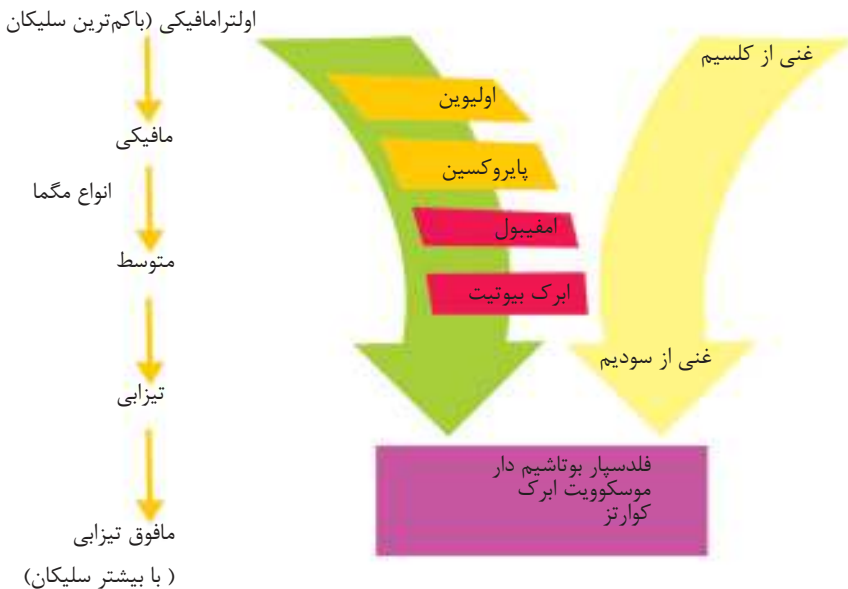 اولترامافیکی (باکم‌ترین سلیکان
مافیکی
انواع مگما
متوسط
تیزابی
مافوق تیزابی
( با بیشتر سلیکان)
غنی از کلسیم
اولیوین
پایروکسین
امفیبول
ابرک بیوتیت
غنی از سودیم
فلدسپار بوتاشیم دار
موسکوویت ابرک
کوارتز